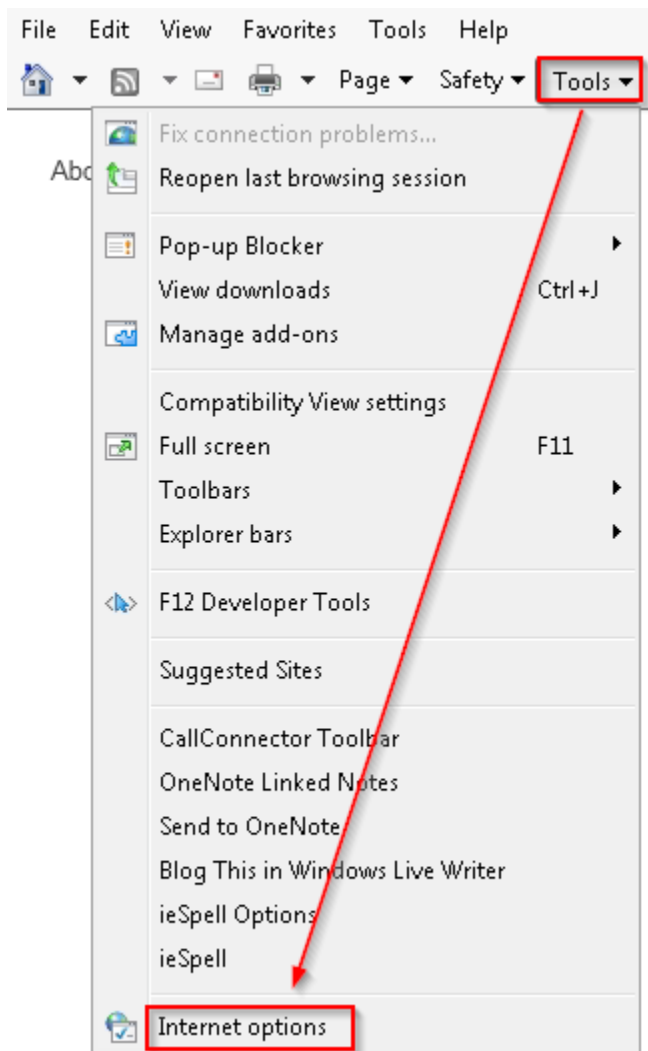 File Edit View Favorites Tools Help
Page Safety Tools
Abo
Fix connection problems...
Reopen last browsing session
Pop-up Blocker
View downloads Ctrl+J
Manage add-ons
Compatibility View settings
Full screen F11
Toolbars
Explorer bars
F12 Developer Tools
Suggested Sites
CallConnector Toolbar
OneNote Linked Notes
Send to OneNote
Blog This in Windows Live Writer
ieSpell Options
ieSpell
Internet options